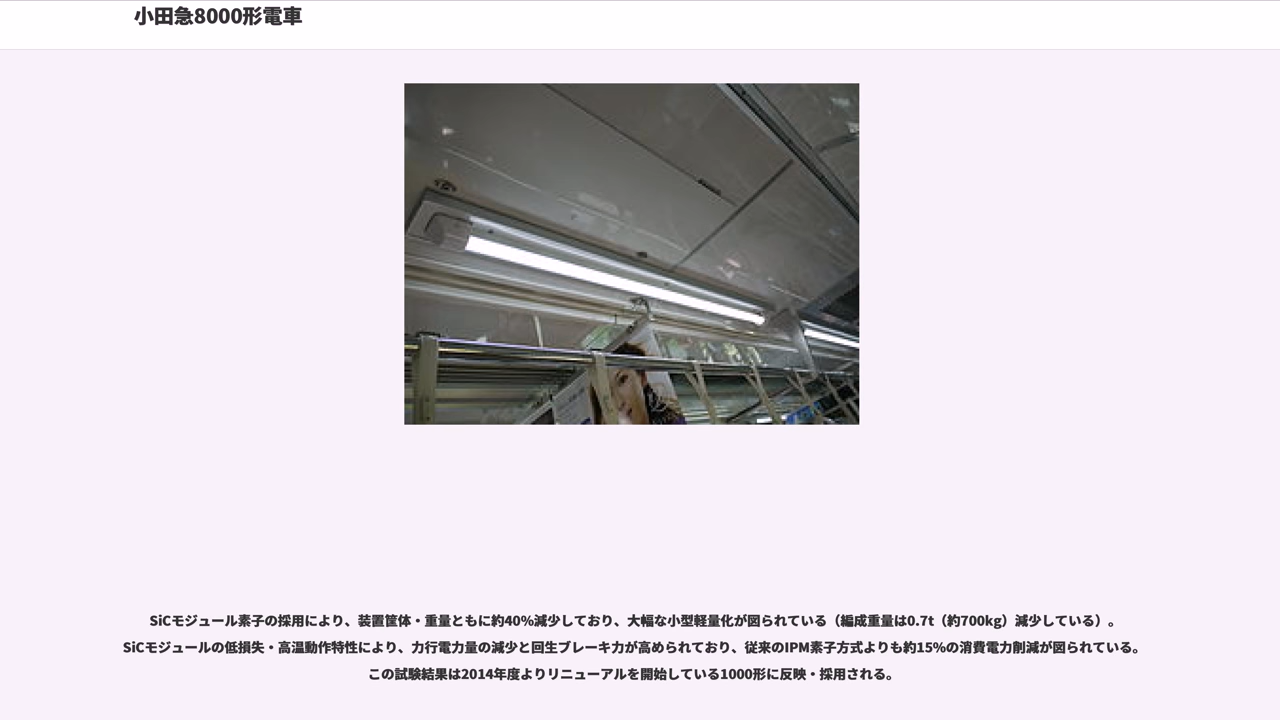 小田急8000形電車
SiCモジュール素子の採用により、装置筐体・重量ともに約40%減少しており、大幅な小型軽量化が図られている（編成重量は0.7t（約700kg）減少している）。
SiCモジュールの低損失・高温動作特性により、力行電力量の減少と回生ブレーキ力が高められており、従来のIPM素子方式よりも約15%の消費電力削減が図られている。
この試験結果は2014年度よりリニューアルを開始している1000形に反映・採用される。